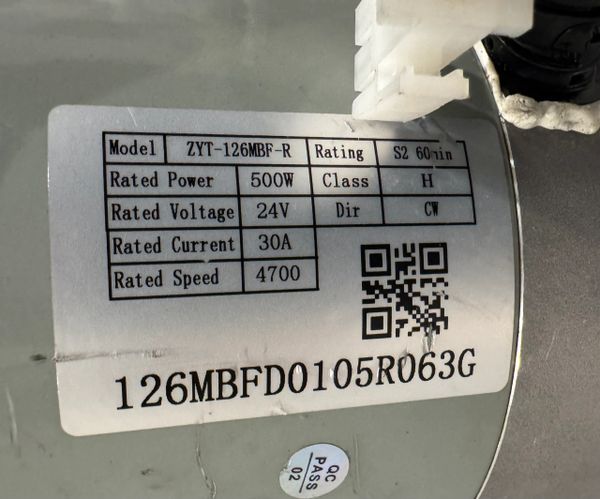 Model ZYT-126MBF-R Rating S2 60min
Rated Power 500W Class H
Rated Voltage 24V Dir CW
Rated Current 30A
Rated Speed 4700
126MBFD0105R063G
QC
PASS
02